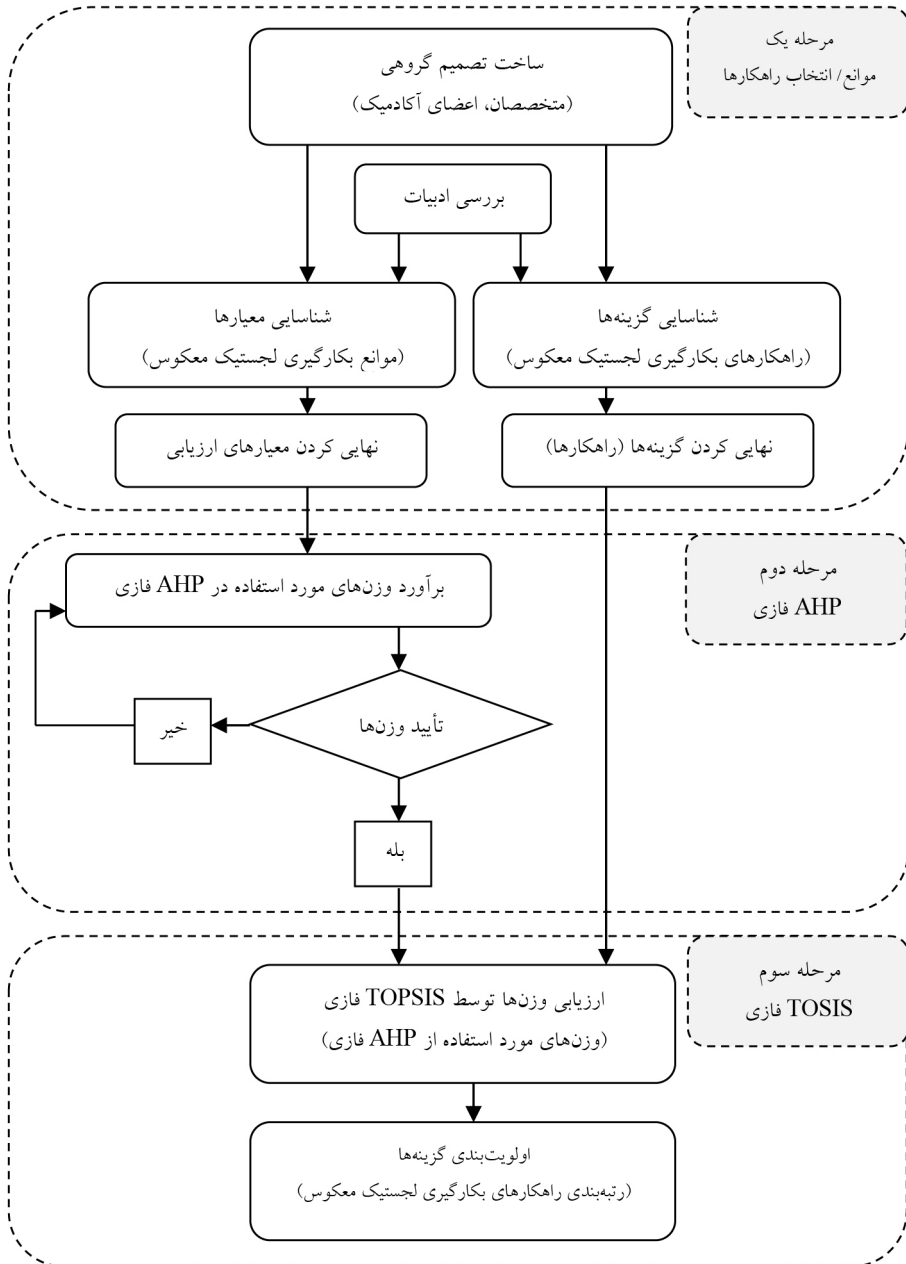 مرحله یک
موانع/ انتخاب راهکارها
ساخت تصمیم گروهی
(متخصصان، اعضای آکادمیک)
بررسی ادبیات
شناسایی گزینه‌ها
(راهکارهای بکارگیری لجستیک معکوس)
شناسایی معیارها
(موانع بکارگیری لجستیک معکوس)
نهایی کردن گزینه‌ها (راهکارها)
نهایی کردن معیارهای ارزیابی
مرحله دوم
AHP فازی
برآورد وزن‌های مورد استفاده در AHP فازی
تأیید وزن‌ها
خیر
بله
مرحله سوم
TOSIS فازی
ارزیابی وزن‌ها توسط TOPSIS فازی
(وزن‌های مورد استفاده از AHP فازی)
اولویت‌بندی گزینه‌ها
(رتبه‌بندی راهکارهای بکارگیری لجستیک معکوس)